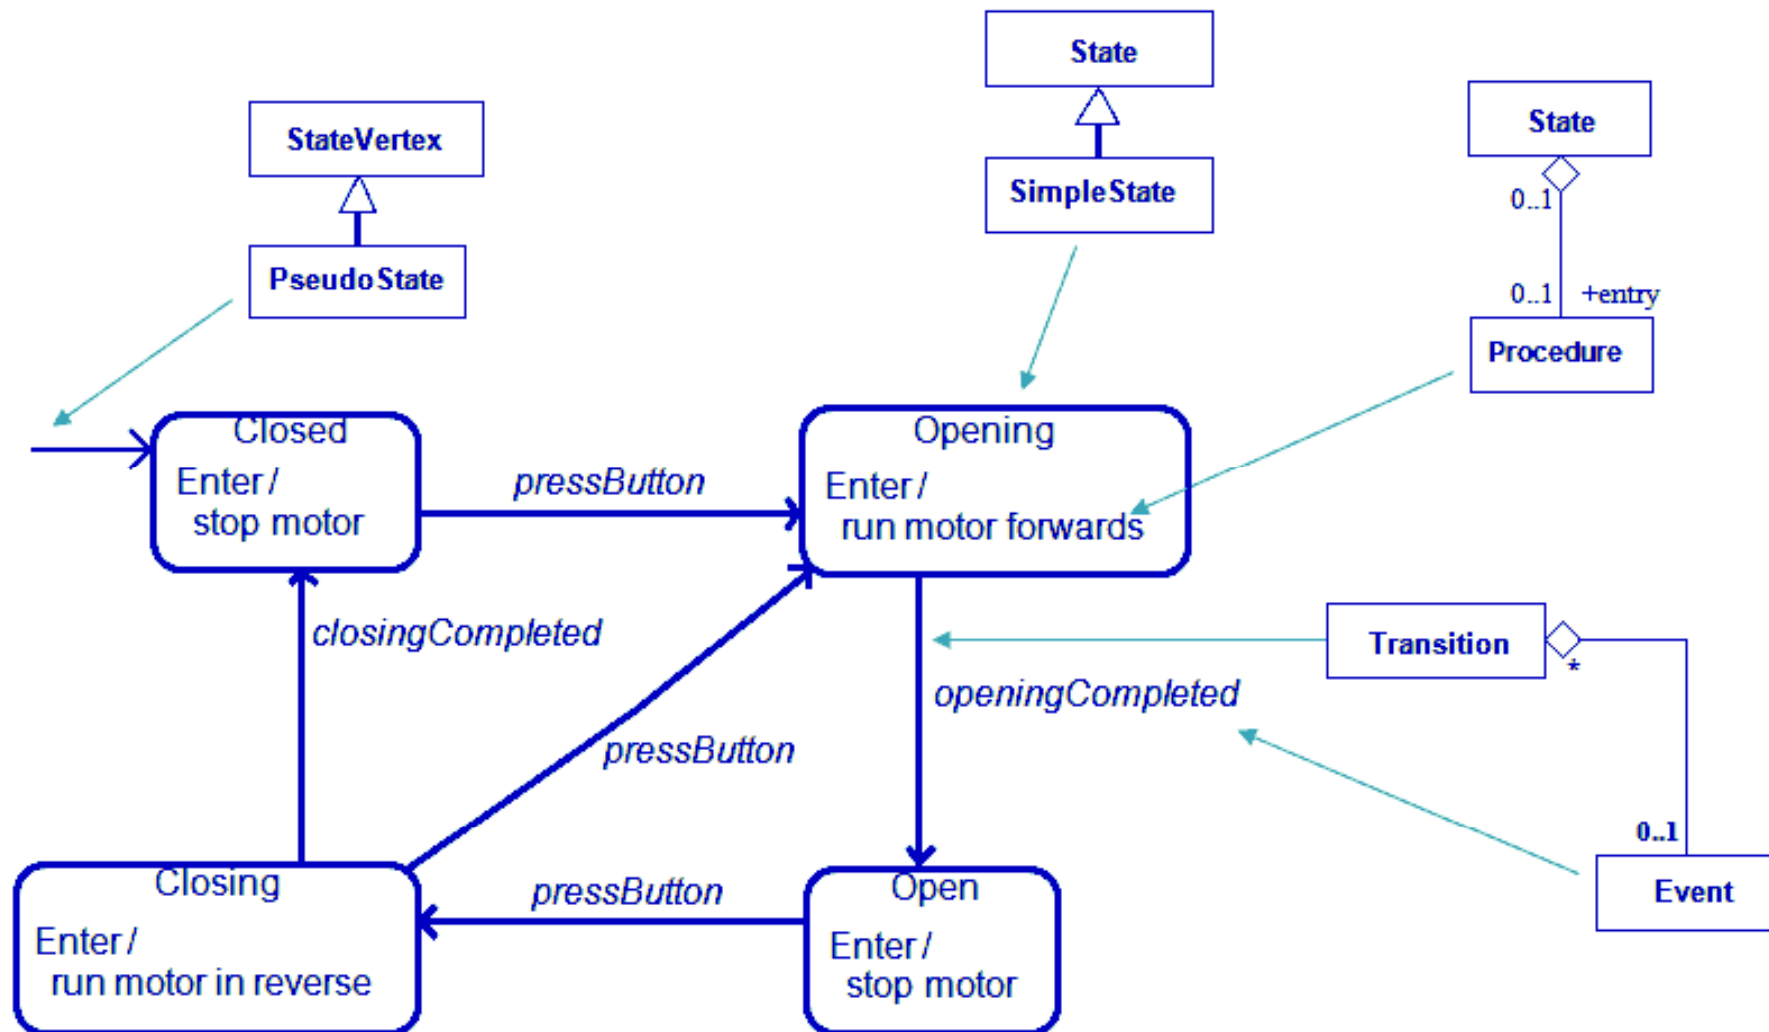 State
StateVertex
State
SimpleState
0..1
PseudoState
0..1 +entry
Procedure
Closed
Enter /
stop motor
pressButton
Opening
Enter /
run motor forwards
closingCompleted
Transition
*
openingCompleted
pressButton
0..1
Event
Closing
Enter /
run motor in reverse
pressButton
Open
Enter /
stop motor